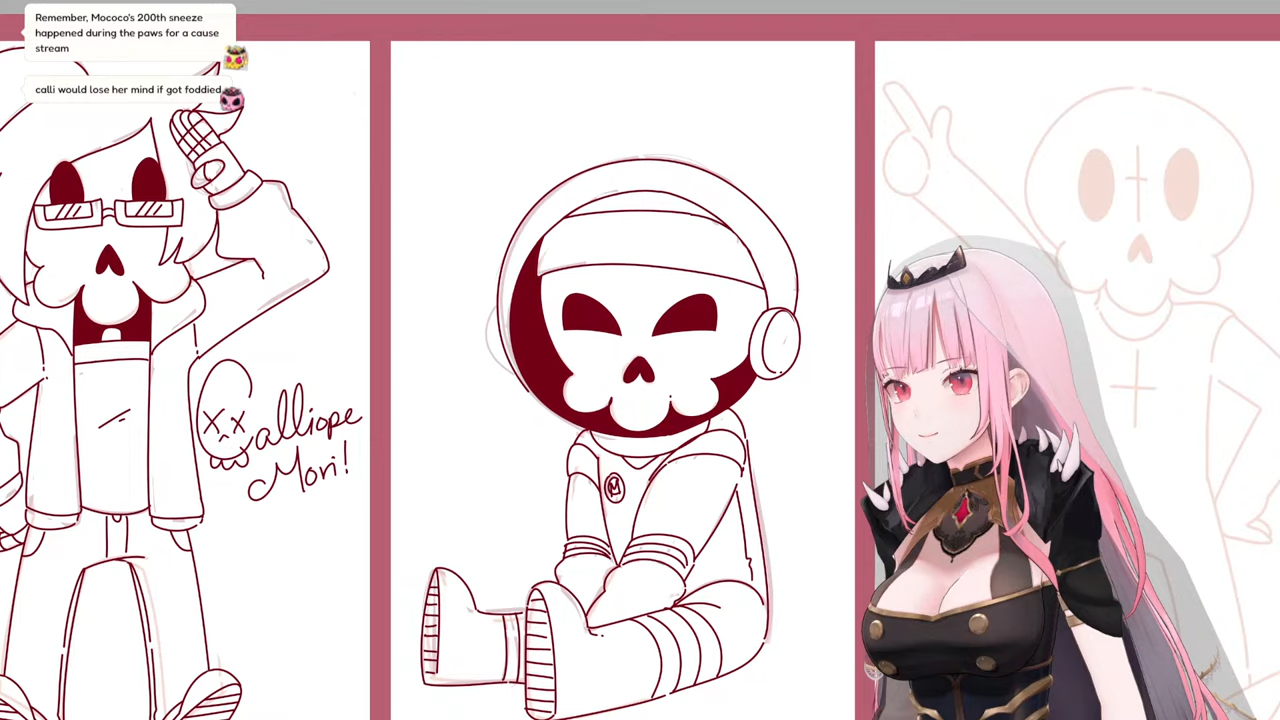 Remember, Mococo's 200th sneeze
happened during the paws for a cause
stream
calli would lose her mind if got foddied
Calliope
Mori!
M